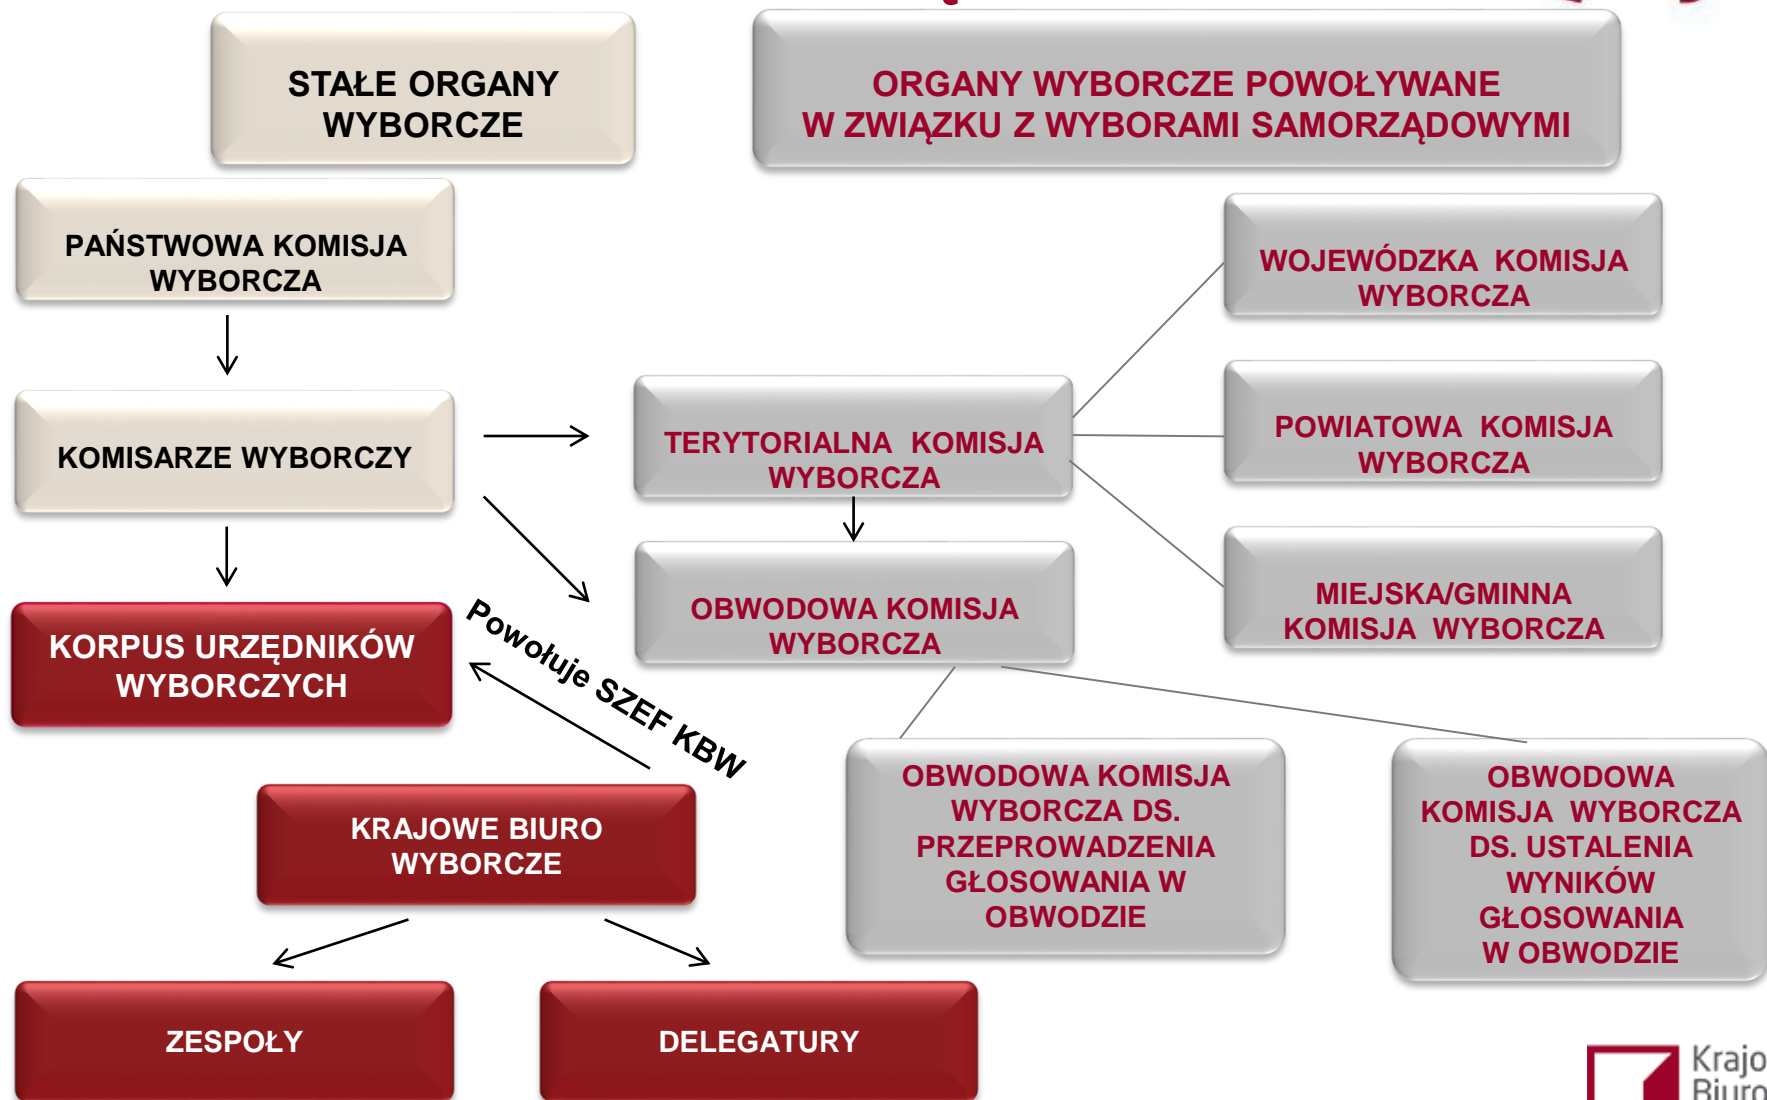 STAŁE ORGANY
WYBORCZE
ORGANY WYBORCZE POWOŁYWANE
W ZWIĄZKU Z WYBORAMI SAMORZĄDOWYMI
PAŃSTWOWA KOMISJA
WYBORCZA
WOJEWÓDZKA KOMISJA
WYBORCZA
KOMISARZE WYBORCZY
TERYTORIALNA KOMISJA
WYBORCZA
POWIATOWA KOMISJA
WYBORCZA
KORPUS URZĘDNIKÓW
WYBORCZYCH
Powołuje SZEF KBW
OBWODOWA KOMISJA
WYBORCZA
MIEJSKA/GMINNA
KOMISJA WYBORCZA
KRAJOWE BIURO
WYBORCZE
OBWODOWA KOMISJA
WYBORCZA DS.
PRZEPROWADZENIA
GŁOSOWANIA W
OBWODZIE
OBWODOWA
KOMISJA WYBORCZA
DS. USTALENIA
WYNIKÓW
GŁOSOWANIA
W OBWODZIE
ZESPOŁY
DELEGATURY
Krajo
Biuro